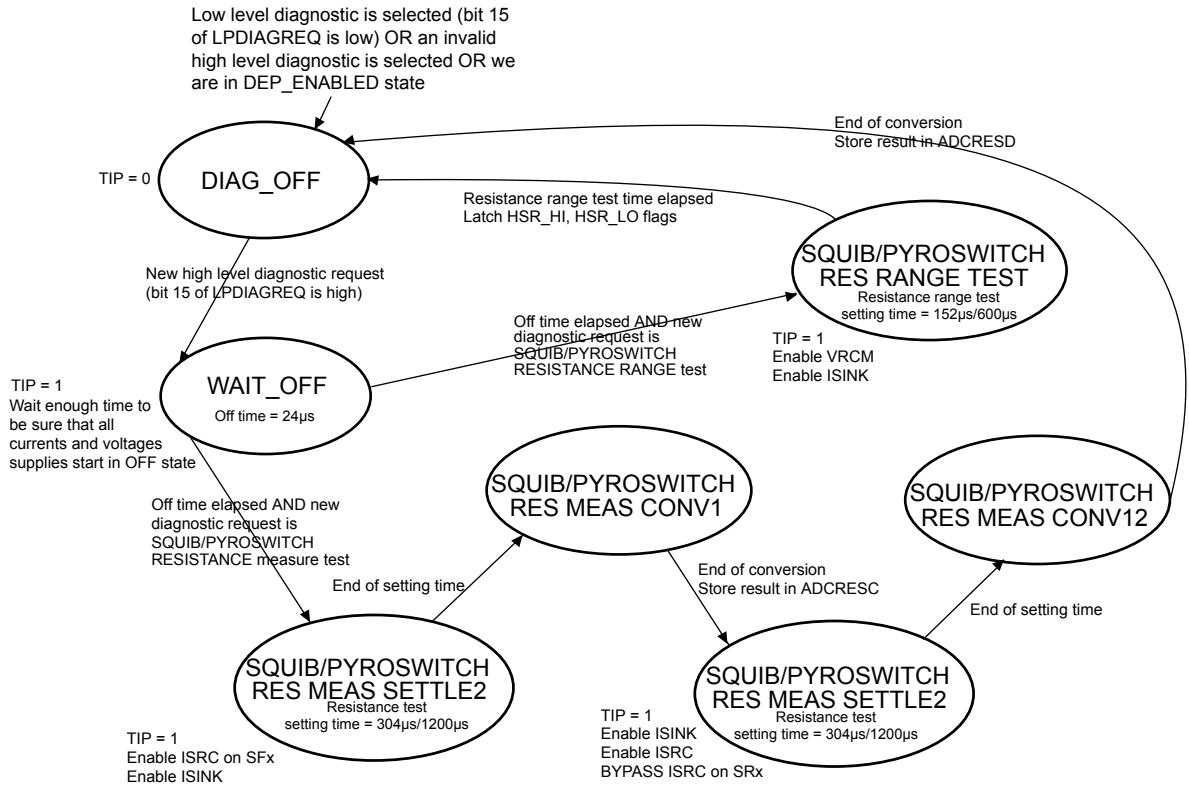 Low level diagnostic is selected (bit 15
of LPDIAGREQ is low) OR an invalid
high level diagnostic is selected OR we
are in DEP_ENABLED state
End of conversion
Store result in ADCRESD
TIP = 0
DIAG_OFF
Resistance range test time elapsed
Latch HSR_HI, HSR_LO flags
SQUIB/PYROSWITCH
RES RANGE TEST
Resistance range test
setting time = 152µs/600µs
New high level diagnostic request
(bit 15 of LPDIAGREQ is high)
Off time elapsed AND new
diagnostic request is
SQUIB/PYROSWITCH
RESISTANCE RANGE test
TIP = 1
Enable VRCM
Enable ISINK
TIP = 1
Wait enough time to
be sure that all
currents and voltages
supplies start in OFF state
WAIT_OFF
Off time = 24µs
SQUIB/PYROSWITCH
RES MEAS CONV1
SQUIB/PYROSWITCH
RES MEAS CONV12
Off time elapsed AND new
diagnostic request is
SQUIB/PYROSWITCH
RESISTANCE measure test
End of setting time
End of conversion
Store result in ADCRESC
End of setting time
SQUIB/PYROSWITCH
RES MEAS SETTLE2
Resistance test
setting time = 304µs/1200µs
TIP = 1
Enable ISRC on SFx
Enable ISINK
SQUIB/PYROSWITCH
RES MEAS SETTLE2
Resistance test
setting time = 304µs/1200µs
TIP = 1
Enable ISINK
Enable ISRC
BYPASS ISRC on SRx